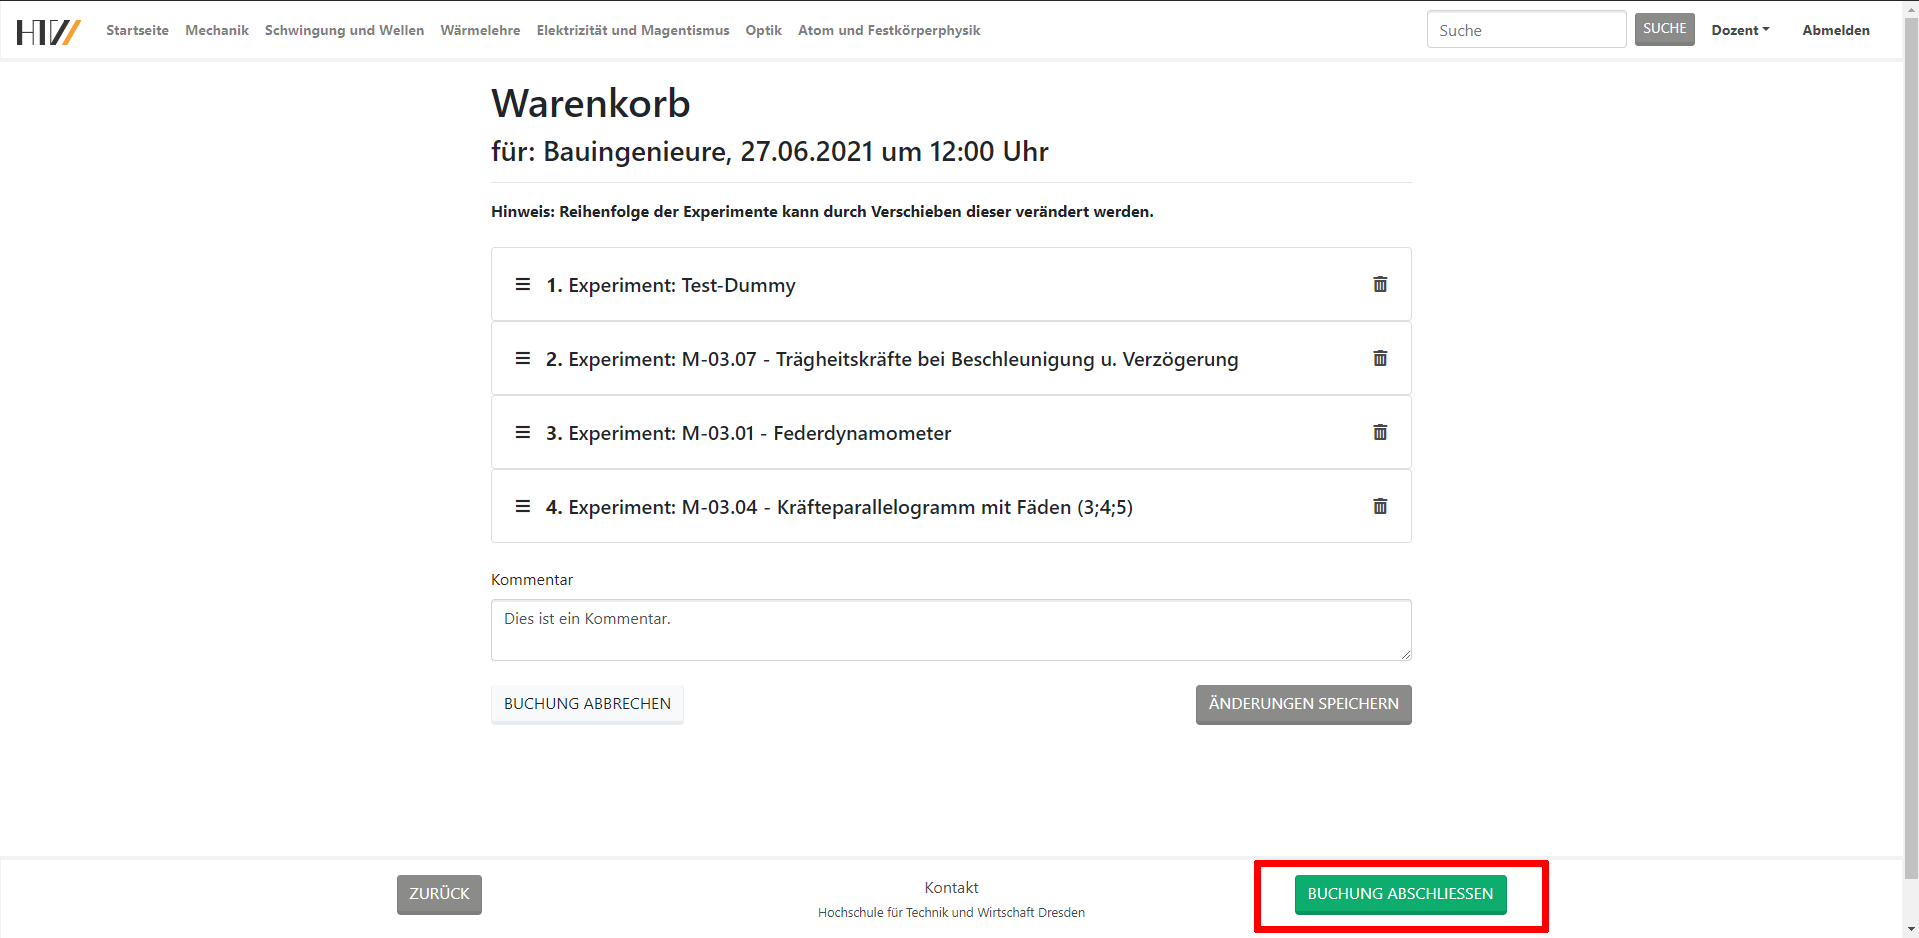 HTW Startseite Mechanik Schwingung und Wellen Wärmelehre Elektrizität und Magentismus Optik Atom und Festkörperphysik Suche SUCHE Dozent Abmelden
Warenkorb
für: Bauingenieure, 27.06.2021 um 12:00 Uhr
Hinweis: Reihenfolge der Experimente kann durch Verschieben dieser verändert werden.
1. Experiment: Test-Dummy
2. Experiment: M-03.07 - Trägheitskräfte bei Beschleunigung u. Verzögerung
3. Experiment: M-03.01 - Federdynamometer
4. Experiment: M-03.04 - Kräfteparallelogramm mit Fäden (3;4;5)
Kommentar
Dies ist ein Kommentar.
BUCHUNG ABBRECHEN ÄNDERUNGEN SPEICHERN
ZURÜCK Kontakt BUCHUNG ABSCHLIESSEN
Hochschule für Technik und Wirtschaft Dresden